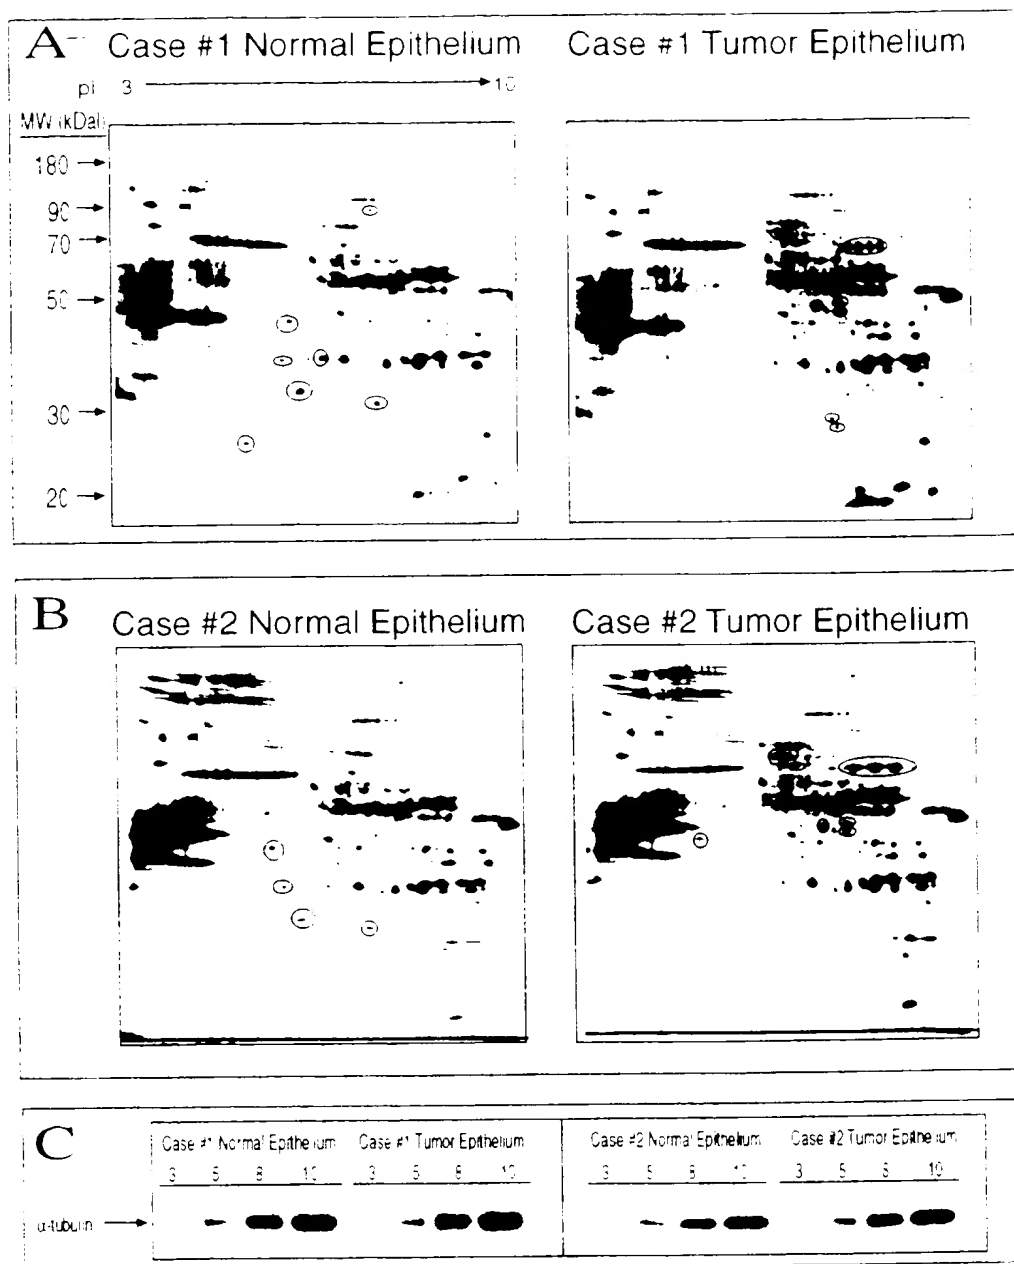 A Case #1 Normal Epithelium Case #1 Tumor Epithelium
pI 3 10
MW (kDal)
180
90
70
50
30
20
B
Case #2 Normal Epithelium Case #2 Tumor Epithelium
C
Case #1 Normal Epithelium Case #1 Tumor Epithelium Case #2 Normal Epithelium Case #2 Tumor Epithelium
3 5 8 10 3 5 8 10 3 5 8 10 3 5 8 10
α-tubulin